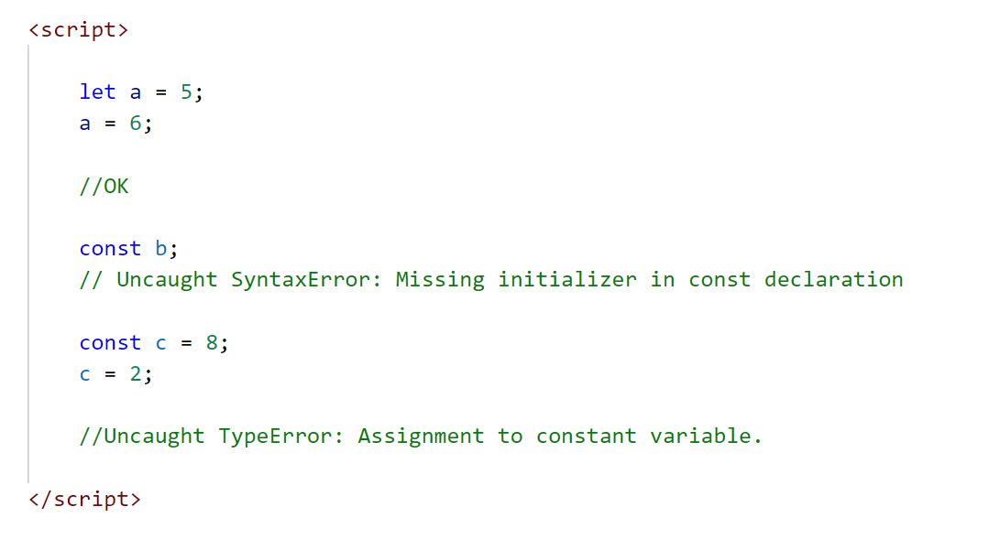 <script>
let a = 5;
a = 6;
//OK
const b;
// Uncaught SyntaxError: Missing initializer in const declaration
const c = 8;
c = 2;
//Uncaught TypeError: Assignment to constant variable.
</script>